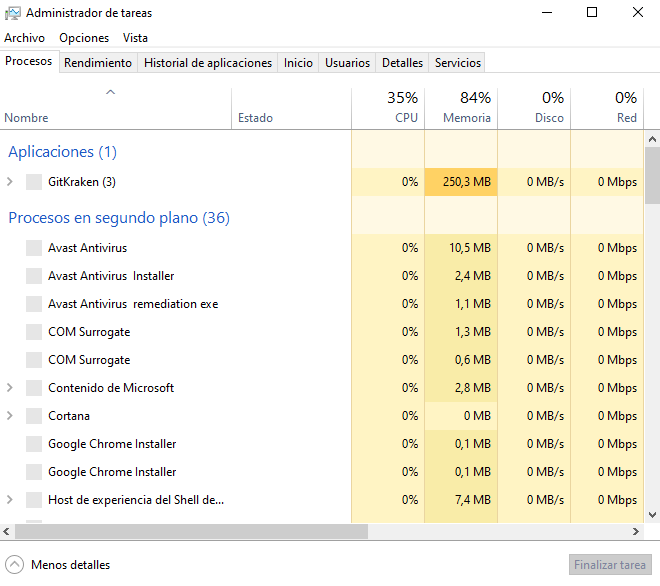 Administrador de tareas
Archivo Opciones Vista
Procesos Rendimiento Historial de aplicaciones Inicio Usuarios Detalles Servicios
35% 84% 0% 0%
Nombre Estado CPU Memoria Disco Red
Aplicaciones (1)
GitKraken (3) 0% 250,3 MB 0 MB/s 0 Mbps
Procesos en segundo plano (36)
Avast Antivirus 0% 10,5 MB 0 MB/s 0 Mbps
Avast Antivirus Installer 0% 2,4 MB 0 MB/s 0 Mbps
Avast Antivirus remediation exe 0% 1,1 MB 0 MB/s 0 Mbps
COM Surrogate 0% 1,3 MB 0 MB/s 0 Mbps
COM Surrogate 0% 0,6 MB 0 MB/s 0 Mbps
Contenido de Microsoft 0% 2,8 MB 0 MB/s 0 Mbps
Cortana 0% 0 MB 0 MB/s 0 Mbps
Google Chrome Installer 0% 0,1 MB 0 MB/s 0 Mbps
Google Chrome Installer 0% 0,1 MB 0 MB/s 0 Mbps
Host de experiencia del Shell de... 0% 7,4 MB 0 MB/s 0 Mbps
Menos detalles Finalizar tarea